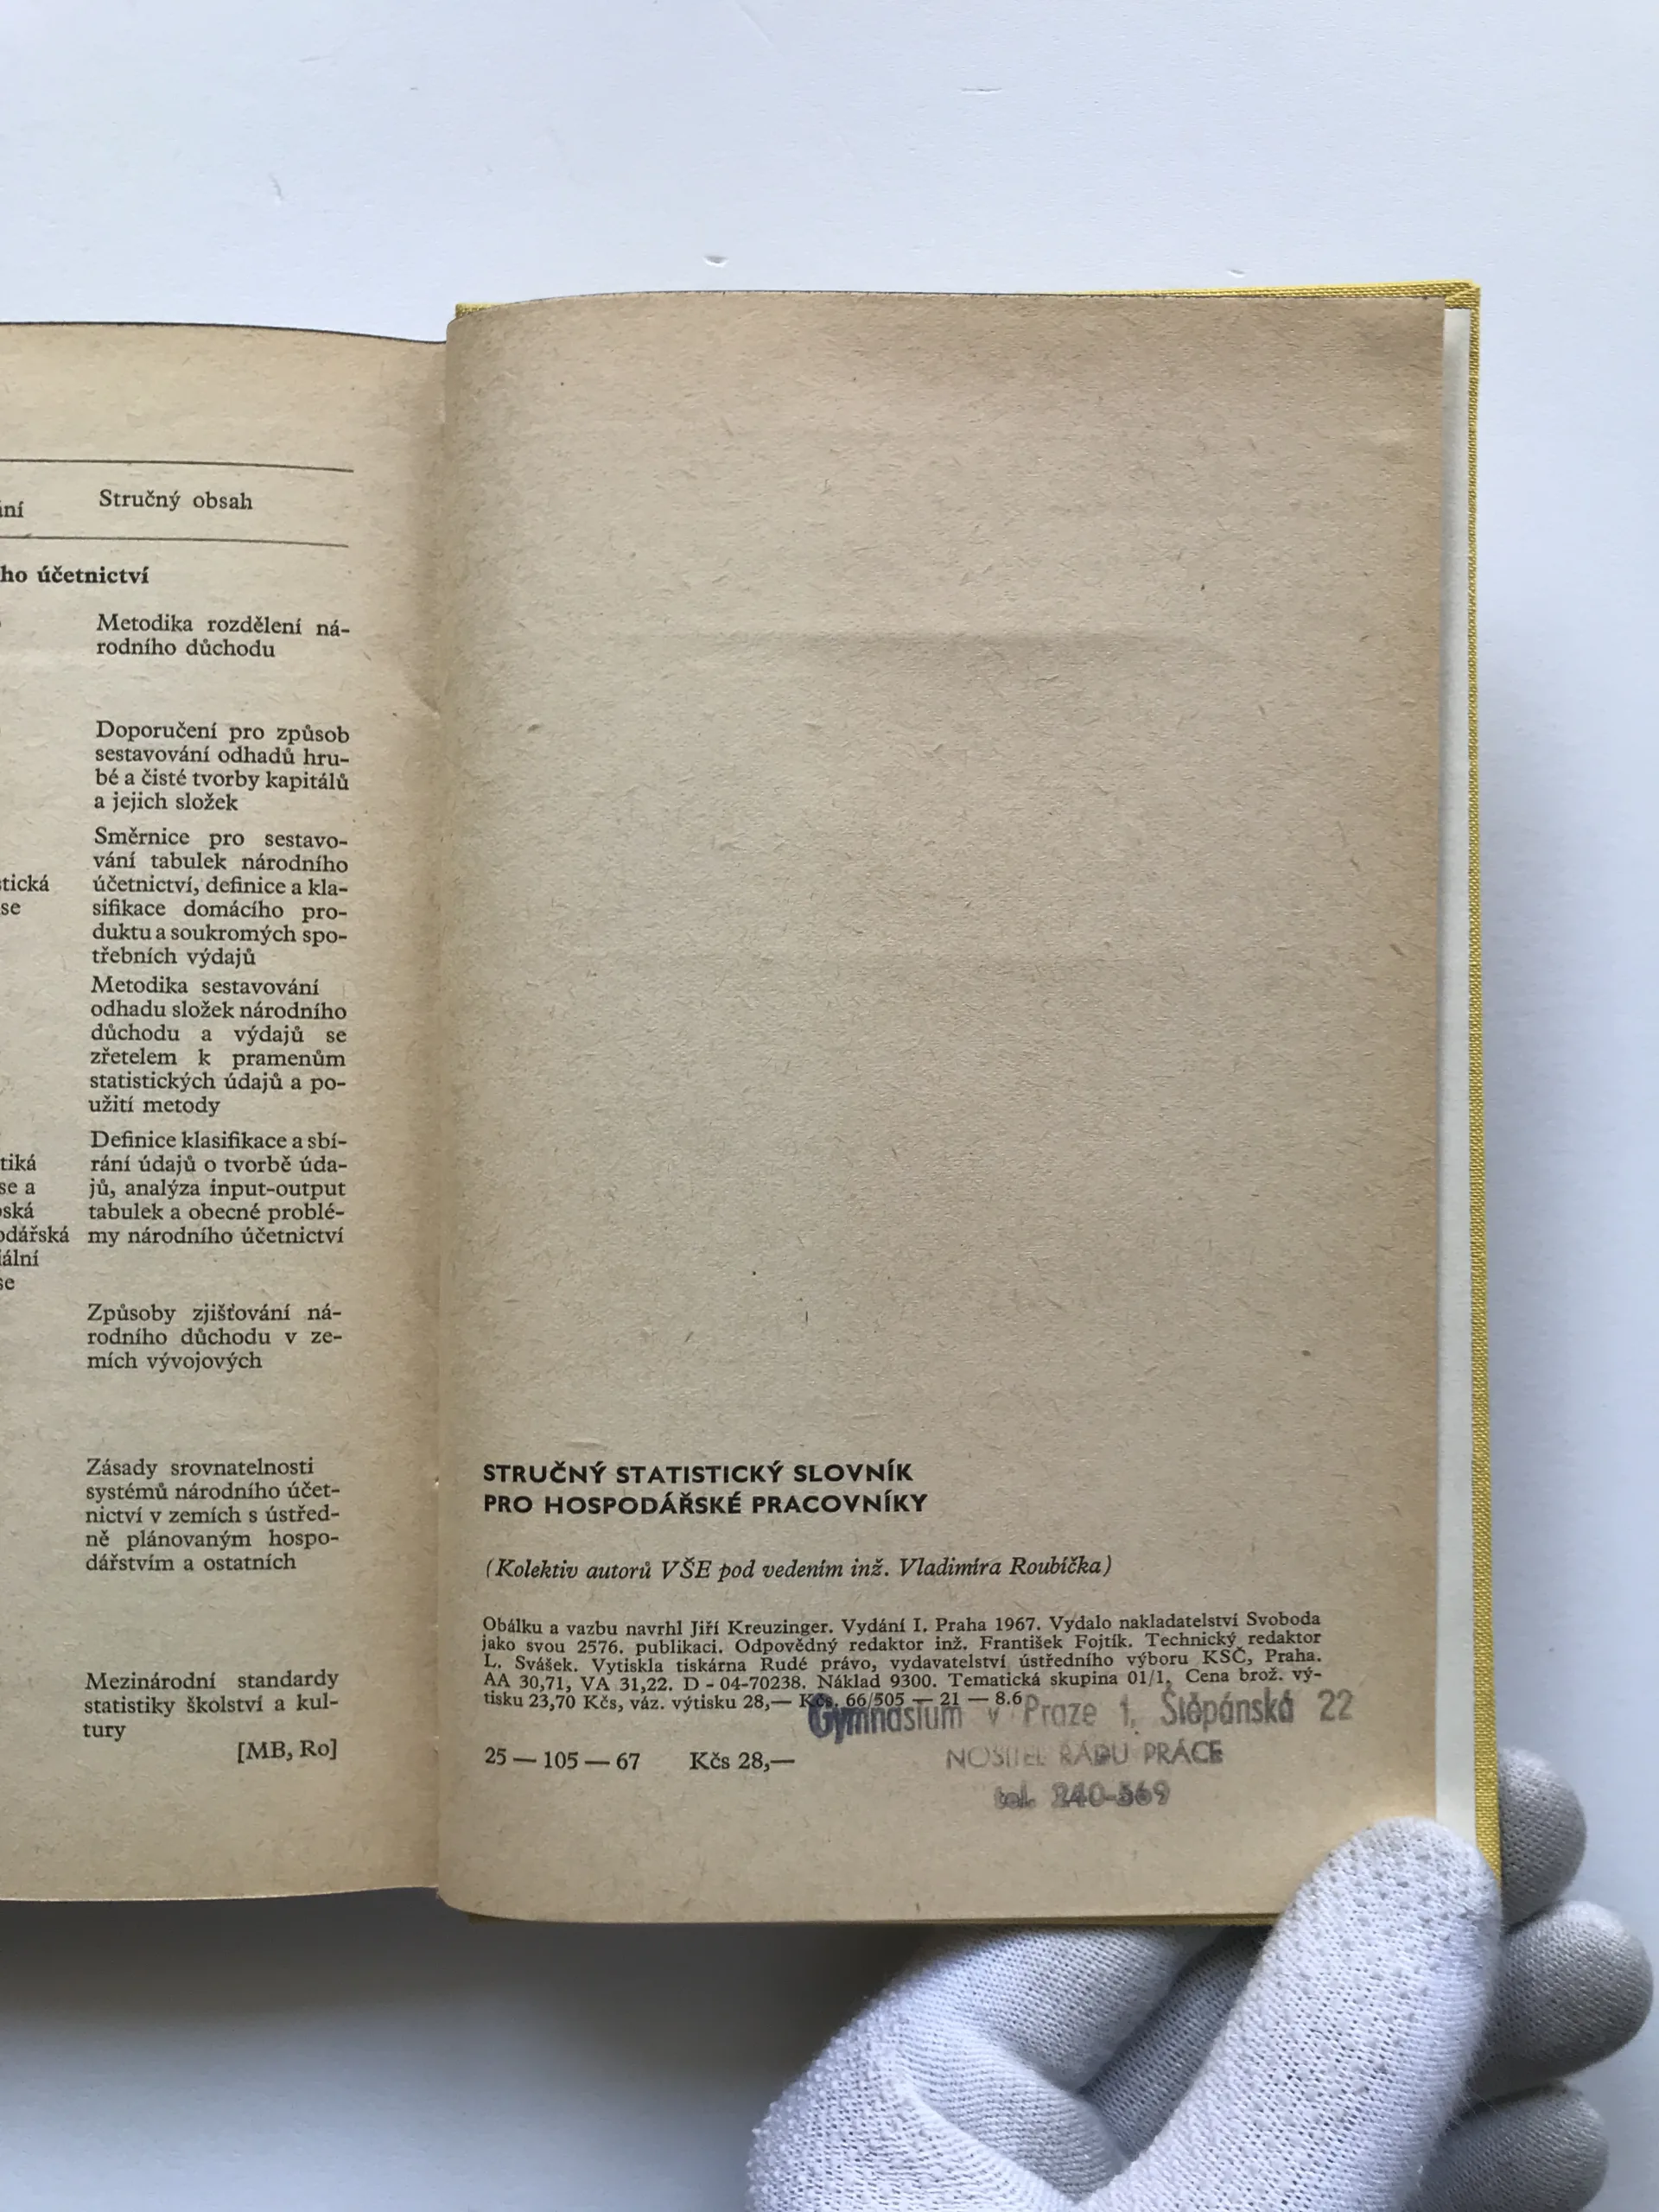 Stručný obsah
ní
ho účetnictví
Metodika rozdělení ná-
rodního důchodu
Doporučení pro způsob
sestavování odhadů hru-
bé a čisté tvorby kapitálů
a jejich složek
Směrnice pro sestavo-
vání tabulek národního
tická účetnictví, definice a kla-
se sifikace domácího pro-
duktu a soukromých spo-
třebních výdajů
Metodika sestavování
odhadu složek národního
důchodu a výdajů se
zřetelem k pramenům
statistických údajů a po-
užití metody
Definice klasifikace a sbí-
tiká rání údajů o tvorbě úda-
se a jů, analýza input-output
ská tabulek a obecné problé-
dářská my národního účetnictví
ální
se
Způsoby zjišťování ná-
rodního důchodu v ze-
mích vývojových
Zásady srovnatelnosti
systémů národního účet-
nictví v zemích s ústřed-
ně plánovaným hospo-
dářstvím a ostatních
Mezinárodní standardy
statistiky školství a kul-
tury
[MB, Ro]
STRUČNÝ STATISTICKÝ SLOVNÍK
PRO HOSPODÁŘSKÉ PRACOVNÍKY
(Kolektiv autorů VŠE pod vedením inž. Vladimíra Roubíčka)
Obálku a vazbu navrhl Jiří Kreuzinger. Vydání I. Praha 1967. Vydalo nakladatelství Svoboda
jako svou 2576. publikaci. Odpovědný redaktor inž. František Fojtík. Technický redaktor
L. Svášek. Vytiskla tiskárna Rudé právo, vydavatelství ústředního výboru KSČ, Praha.
AA 30,71, VA 31,22. D - 04-70238. Náklad 9300. Tematická skupina 01/1. Cena brož. vý-
tisku 23,70 Kčs, váz. výtisku 28,— Kčs. 66/505 — 21 — 8.6
Gymnasium v Praze 1, Štěpánská 22
25 — 105 — 67 Kčs 28,—
NOSITEL ŘÁDU PRÁCE
tel. 240-569